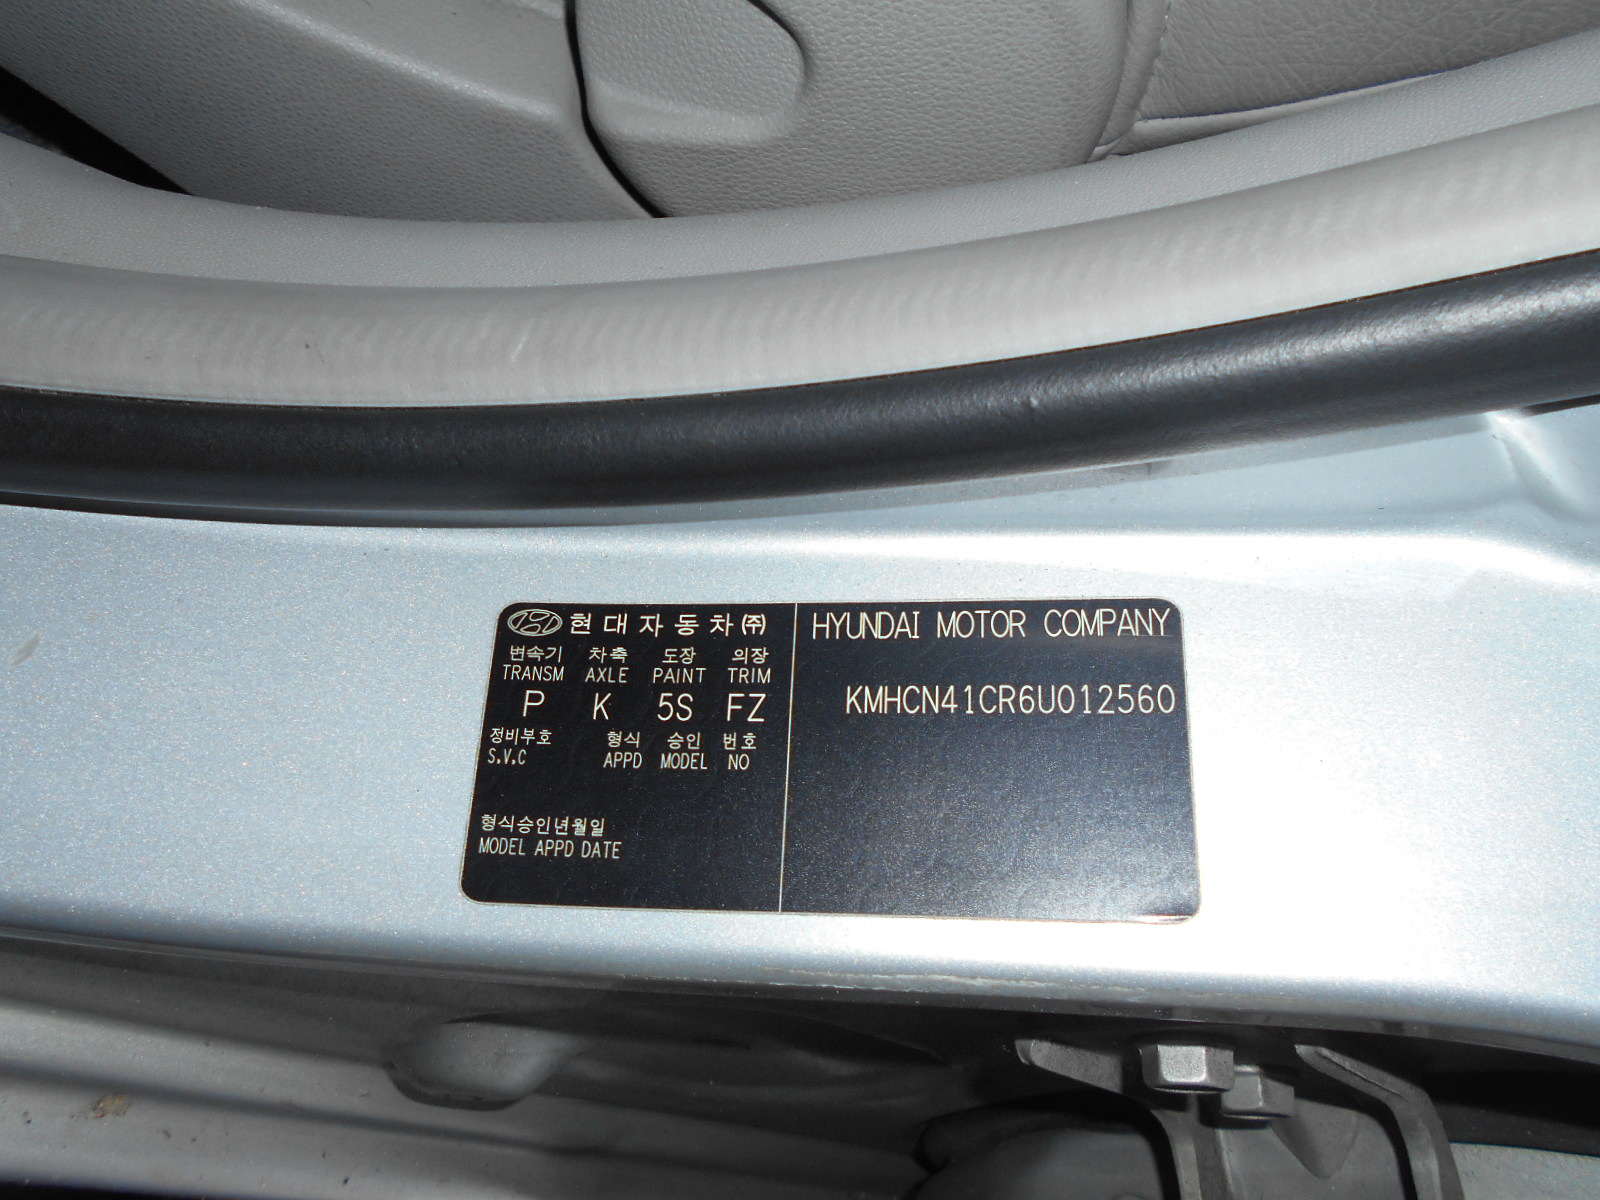 현대자동차㈜
변속기 차축 도장 의장
TRANSM AXLE PAINT TRIM
P K 5S FZ
정비부호 형식 승인 번호
S.V.C APPD MODEL NO
형식승인년월일
MODEL APPD DATE
HYUNDAI MOTOR COMPANY
KMHCN41CR6U012560